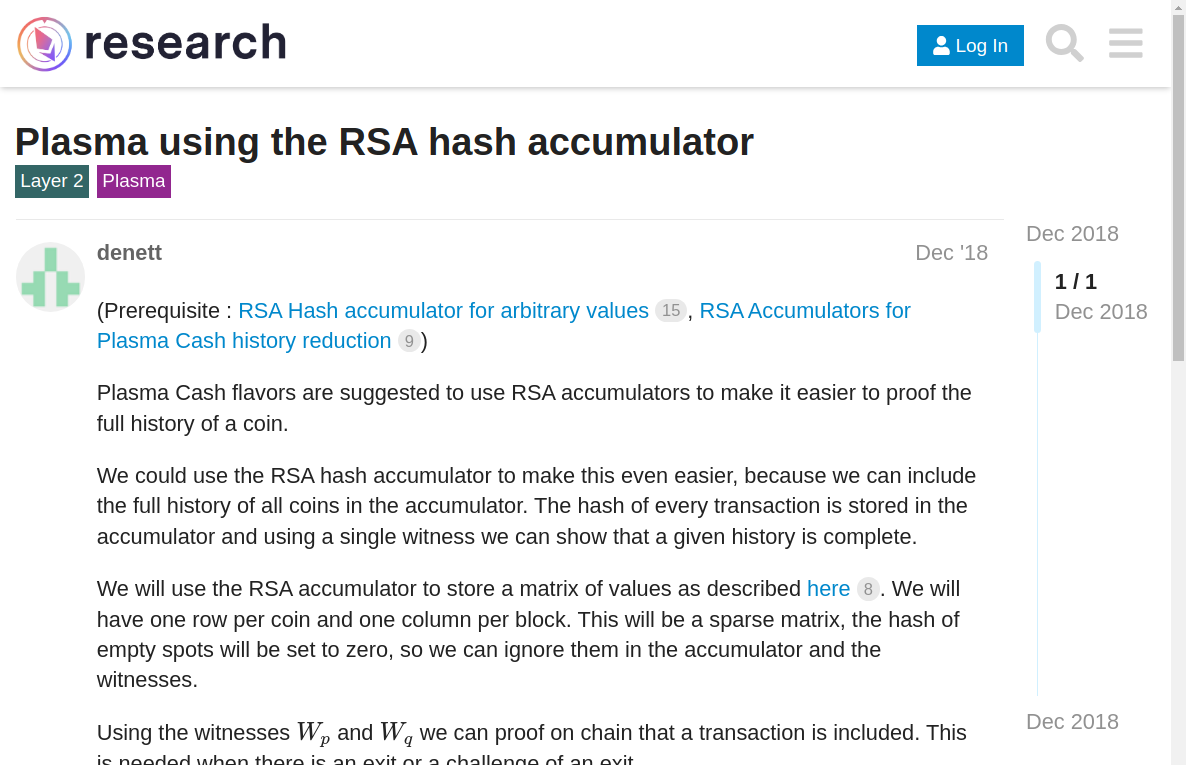 research
Log In
Plasma using the RSA hash accumulator
Layer 2 Plasma
denett Dec '18
(Prerequisite : RSA Hash accumulator for arbitrary values 15 , RSA Accumulators for
Plasma Cash history reduction 9 )
Plasma Cash flavors are suggested to use RSA accumulators to make it easier to proof the
full history of a coin.
We could use the RSA hash accumulator to make this even easier, because we can include
the full history of all coins in the accumulator. The hash of every transaction is stored in the
accumulator and using a single witness we can show that a given history is complete.
We will use the RSA accumulator to store a matrix of values as described here 8 . We will
have one row per coin and one column per block. This will be a sparse matrix, the hash of
empty spots will be set to zero, so we can ignore them in the accumulator and the
witnesses.
Using the witnesses W_p and W_q we can proof on chain that a transaction is included. This
is needed when there is an exit or a challenge of an exit.
Dec 2018
1 / 1
Dec 2018
Dec 2018